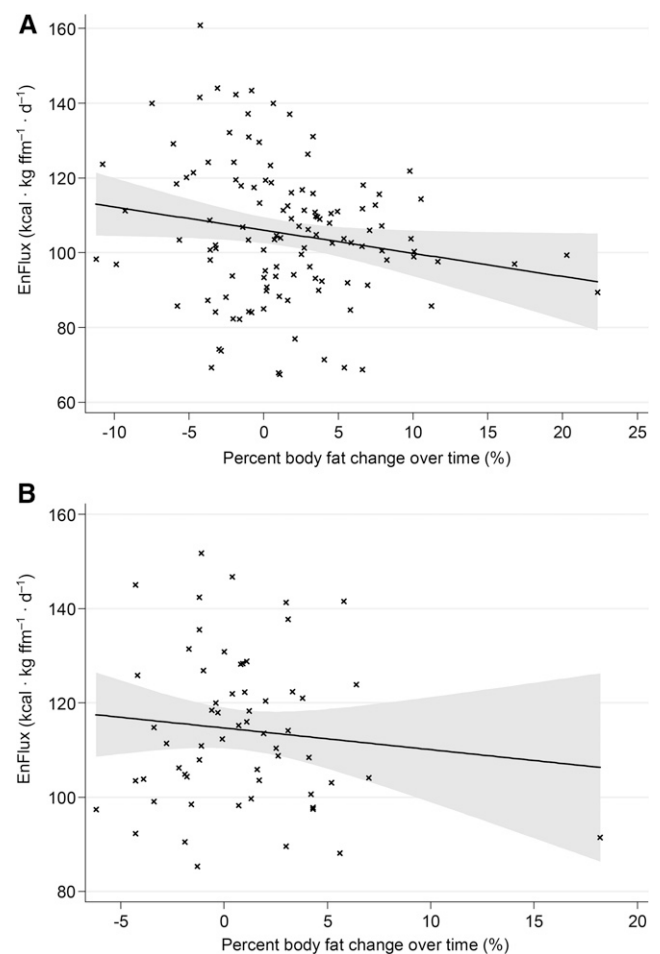 A
160
140
120
100
80
60
EnFlux (kcal · kg ffm⁻¹ · d⁻¹)
-10 -5 0 5 10 15 20 25
Percent body fat change over time (%)
B
160
140
120
100
80
EnFlux (kcal · kg ffm⁻¹ · d⁻¹)
-5 0 5 10 15 20
Percent body fat change over time (%)